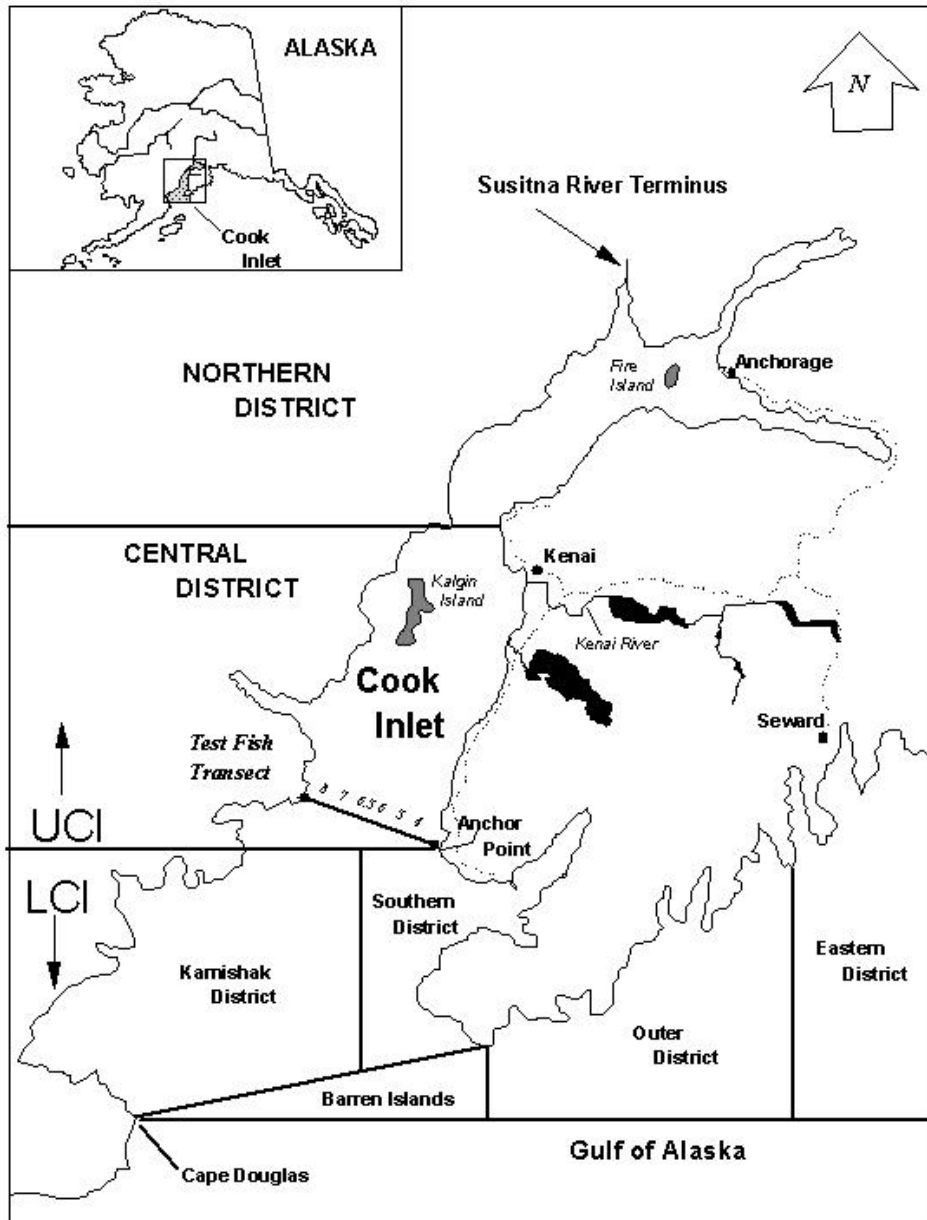 ALASKA
Cook
Inlet
N
Susitna River Terminus
NORTHERN
DISTRICT
Fire
Island
Anchorage
CENTRAL
DISTRICT
Kenai
Kalgin
Island
Kenai River
Cook
Inlet
Seward
Test Fish
Transect
8 7 6.5 6 5 4
UCI
Anchor
Point
LCI
Southern
District
Kamishak
District
Eastern
District
Outer
District
Barren Islands
Gulf of Alaska
Cape Douglas